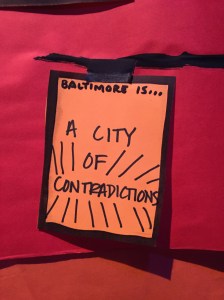 BALTIMORE IS...
A CITY
OF
CONTRADICTIONS